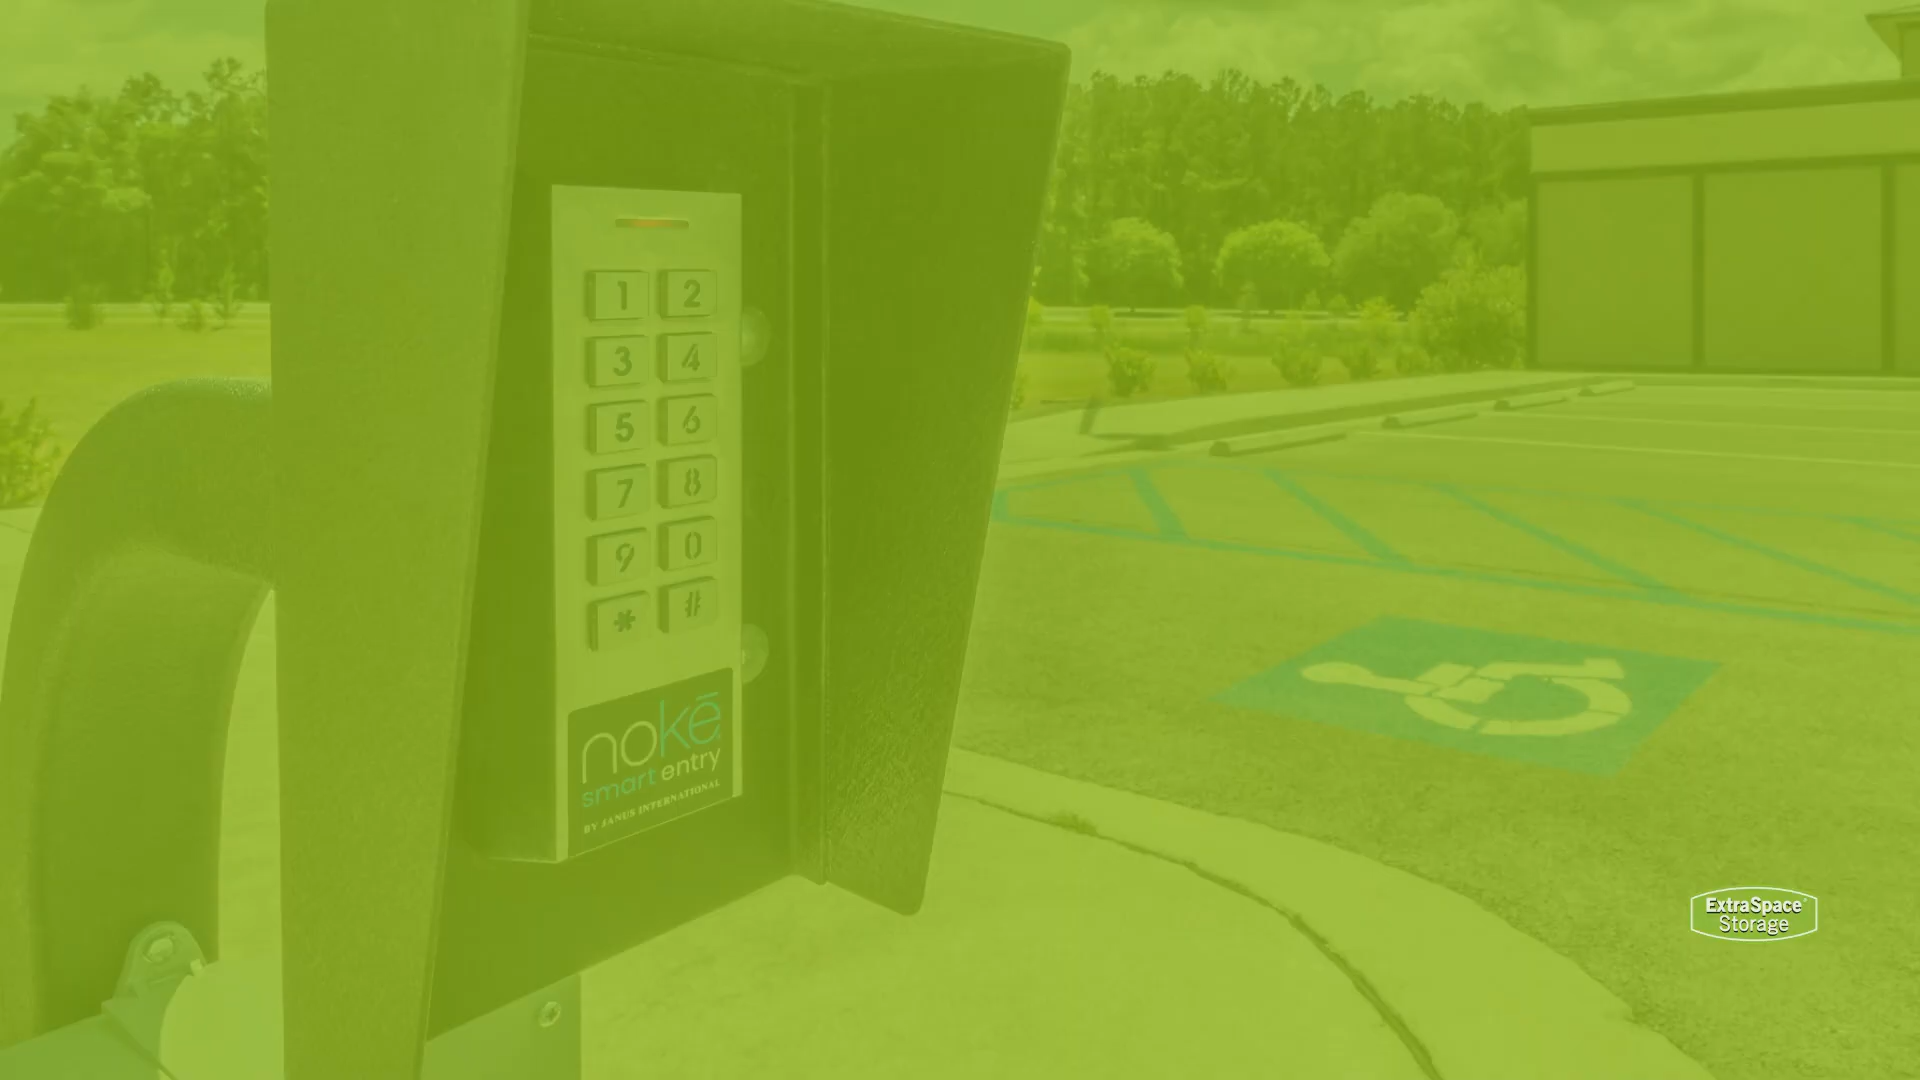 1 2
3 4
5 6
7 8
9 0
* #
nokē
smart entry
BY JANUS INTERNATIONAL
ExtraSpace
Storage